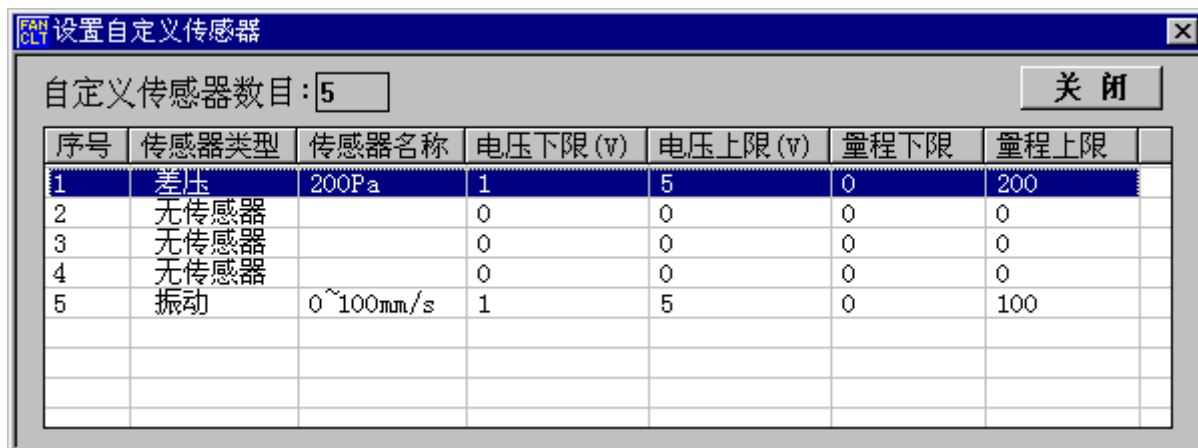 FAN CLT 设置自定义传感器
自定义传感器数目:5 关 闭
序号 传感器类型 传感器名称 电压下限(V) 电压上限(V) 量程下限 量程上限
1 差压 200Pa 1 5 0 200
2 无传感器 0 0 0 0
3 无传感器 0 0 0 0
4 无传感器 0 0 0 0
5 振动 0~100mm/s 1 5 0 100